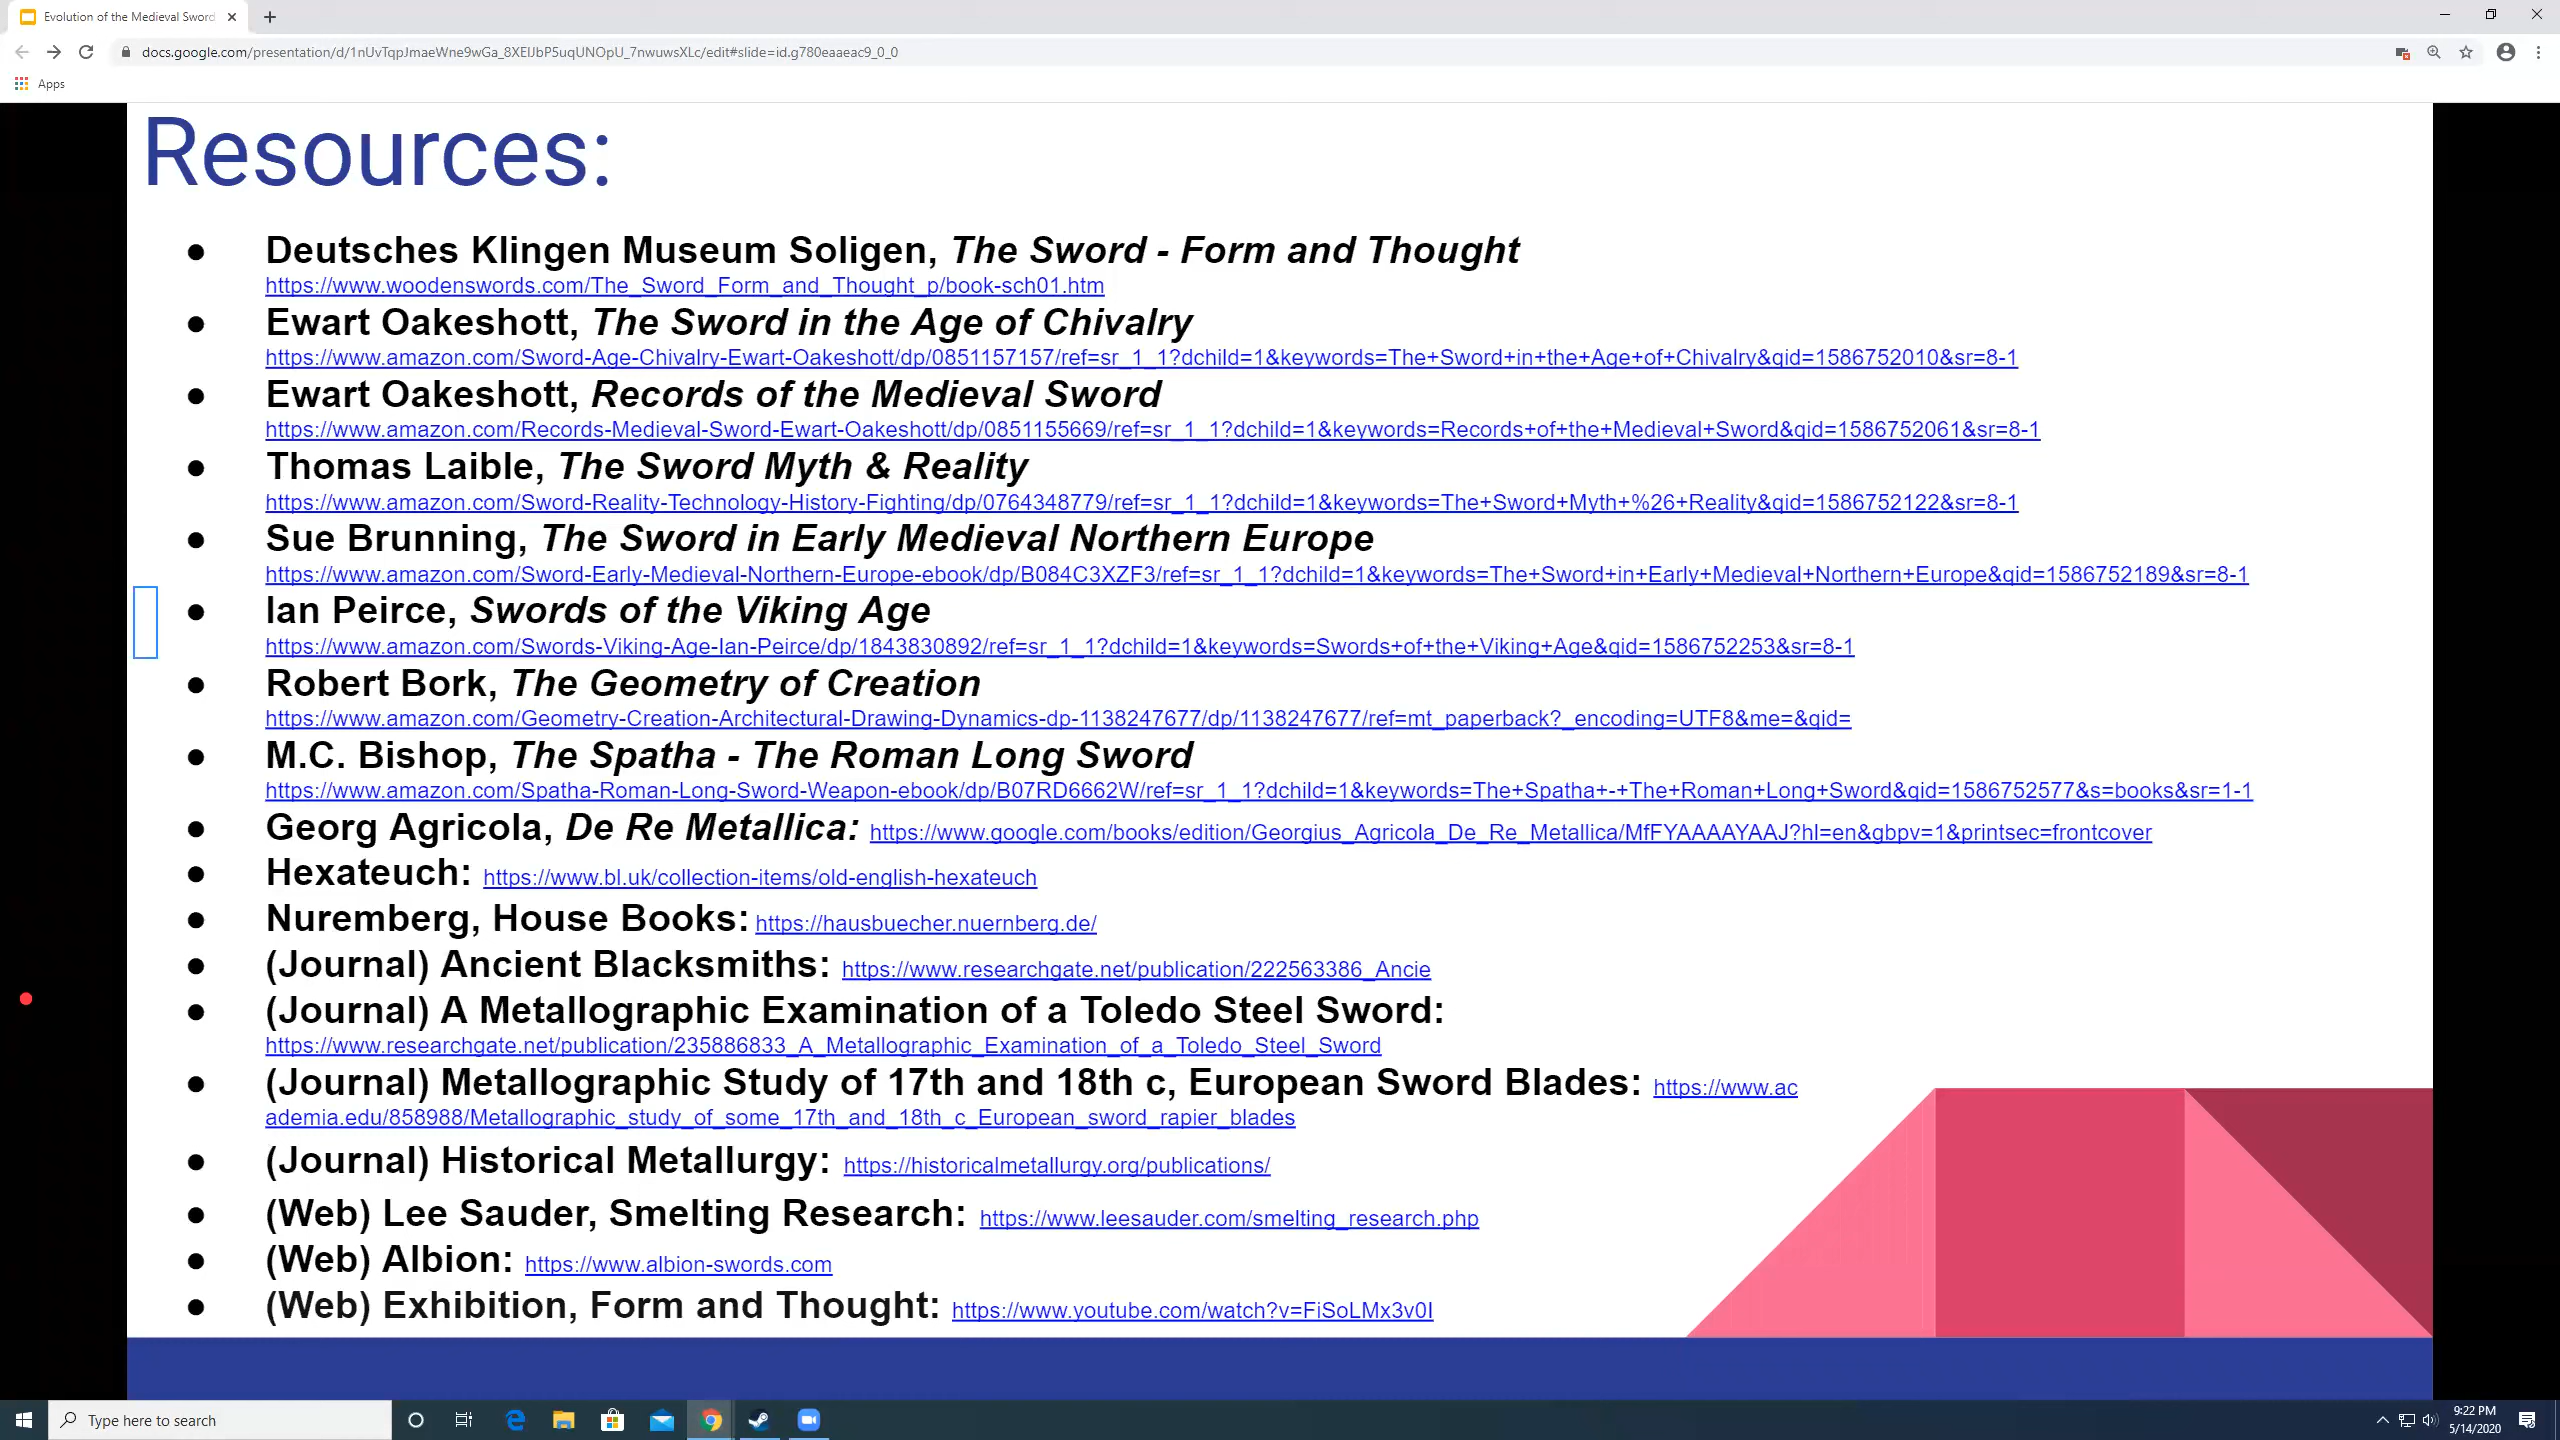 Evolution of the Medieval Sword
docs.google.com/presentation/d/1nUvTqpJmaeWne9wGa_8XEIJbP5uqUNOpU_7nwuwsXLc/edit#slide=id.g780eaaeac9_0_0
Apps
Resources:
● Deutsches Klingen Museum Soligen, The Sword - Form and Thought
https://www.woodenswords.com/The_Sword_Form_and_Thought_p/book-sch01.htm
● Ewart Oakeshott, The Sword in the Age of Chivalry
https://www.amazon.com/Sword-Age-Chivalry-Ewart-Oakeshott/dp/0851157157/ref=sr_1_1?dchild=1&keywords=The+Sword+in+the+Age+of+Chivalry&qid=1586752010&sr=8-1
● Ewart Oakeshott, Records of the Medieval Sword
https://www.amazon.com/Records-Medieval-Sword-Ewart-Oakeshott/dp/0851155669/ref=sr_1_1?dchild=1&keywords=Records+of+the+Medieval+Sword&qid=1586752061&sr=8-1
● Thomas Laible, The Sword Myth & Reality
https://www.amazon.com/Sword-Reality-Technology-History-Fighting/dp/0764348779/ref=sr_1_1?dchild=1&keywords=The+Sword+Myth+%26+Reality&qid=1586752122&sr=8-1
● Sue Brunning, The Sword in Early Medieval Northern Europe
https://www.amazon.com/Sword-Early-Medieval-Northern-Europe-ebook/dp/B084C3XZF3/ref=sr_1_1?dchild=1&keywords=The+Sword+in+Early+Medieval+Northern+Europe&qid=1586752189&sr=8-1
● Ian Peirce, Swords of the Viking Age
https://www.amazon.com/Swords-Viking-Age-Ian-Peirce/dp/1843830892/ref=sr_1_1?dchild=1&keywords=Swords+of+the+Viking+Age&qid=1586752253&sr=8-1
● Robert Bork, The Geometry of Creation
https://www.amazon.com/Geometry-Creation-Architectural-Drawing-Dynamics-dp-1138247677/dp/1138247677/ref=mt_paperback?_encoding=UTF8&me=&qid=
● M.C. Bishop, The Spatha - The Roman Long Sword
https://www.amazon.com/Spatha-Roman-Long-Sword-Weapon-ebook/dp/B07RD6662W/ref=sr_1_1?dchild=1&keywords=The+Spatha+-+The+Roman+Long+Sword&qid=1586752577&s=books&sr=1-1
● Georg Agricola, De Re Metallica: https://www.google.com/books/edition/Georgius_Agricola_De_Re_Metallica/MfFYAAAAYAAJ?hl=en&gbpv=1&printsec=frontcover
● Hexateuch: https://www.bl.uk/collection-items/old-english-hexateuch
● Nuremberg, House Books: https://hausbuecher.nuernberg.de/
● (Journal) Ancient Blacksmiths: https://www.researchgate.net/publication/222563386_Ancie
● (Journal) A Metallographic Examination of a Toledo Steel Sword:
https://www.researchgate.net/publication/235886833_A_Metallographic_Examination_of_a_Toledo_Steel_Sword
● (Journal) Metallographic Study of 17th and 18th c, European Sword Blades: https://www.ac
ademia.edu/858988/Metallographic_study_of_some_17th_and_18th_c_European_sword_rapier_blades
● (Journal) Historical Metallurgy: https://historicalmetallurgy.org/publications/
● (Web) Lee Sauder, Smelting Research: https://www.leesauder.com/smelting_research.php
● (Web) Albion: https://www.albion-swords.com
● (Web) Exhibition, Form and Thought: https://www.youtube.com/watch?v=FiSoLMx3v0I
Type here to search
9:22 PM
5/14/2020